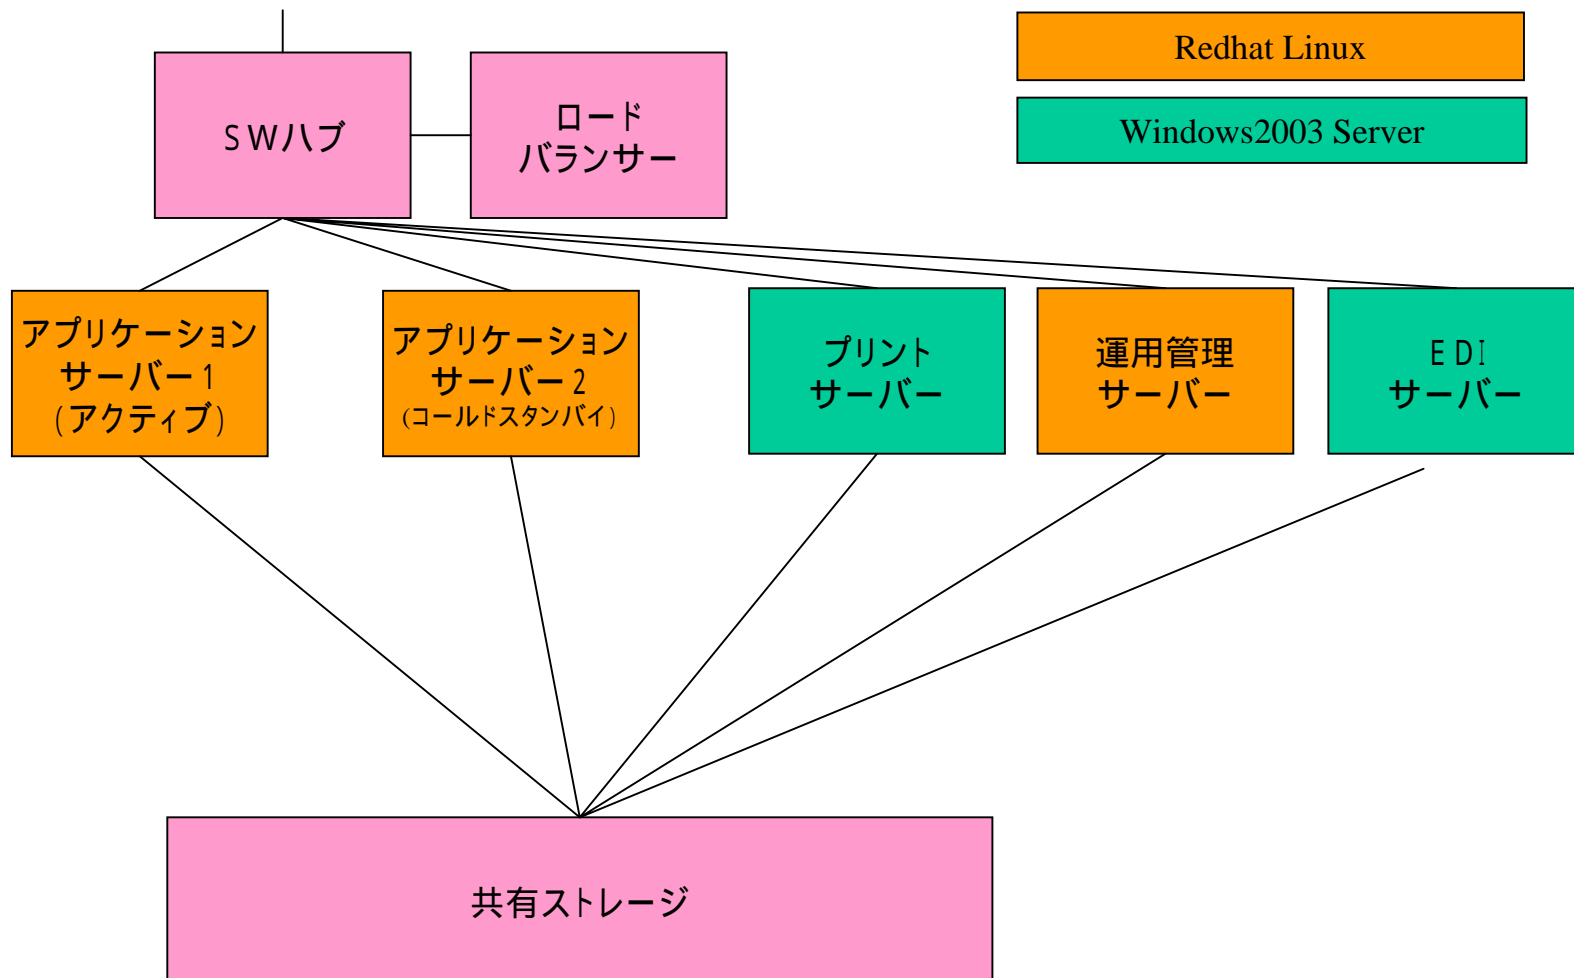 Redhat Linux
SWハブ
ロード
バランサー
Windows2003 Server
アプリケーション
サーバー1
(アクティブ)
アプリケーション
サーバー2
(コールドスタンバイ)
プリント
サーバー
運用管理
サーバー
EDI
サーバー
共有ストレージ